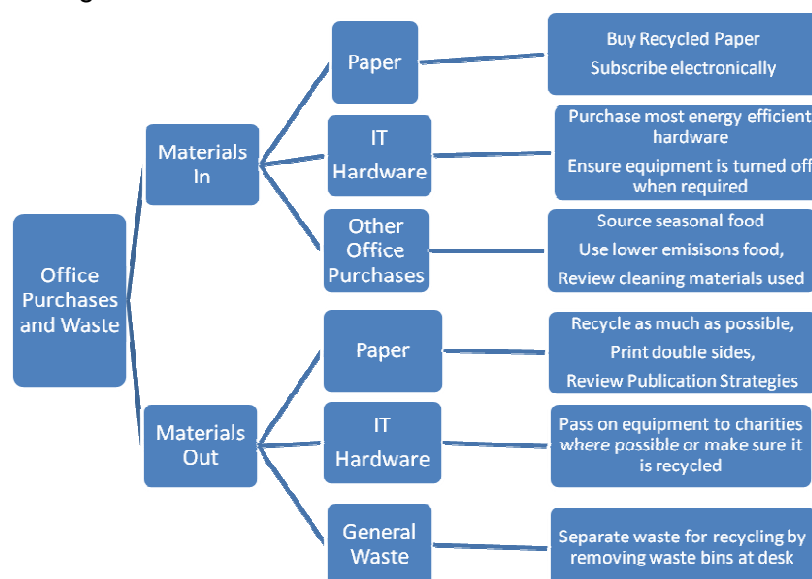 Office
Purchases
and Waste
Materials
In
Paper
Buy Recycled Paper
Subscribe electronically
IT
Hardware
Purchase most energy efficient
hardware
Ensure equipment is turned off
when required
Other
Office
Purchases
Source seasonal food
Use lower emisisons food,
Review cleaning materials used
Materials
Out
Paper
Recycle as much as possible,
Print double sides,
Review Publication Strategies
IT
Hardware
Pass on equipment to charities
where possible or make sure it
is recycled
General
Waste
Separate waste for recycling by
removing waste bins at desk